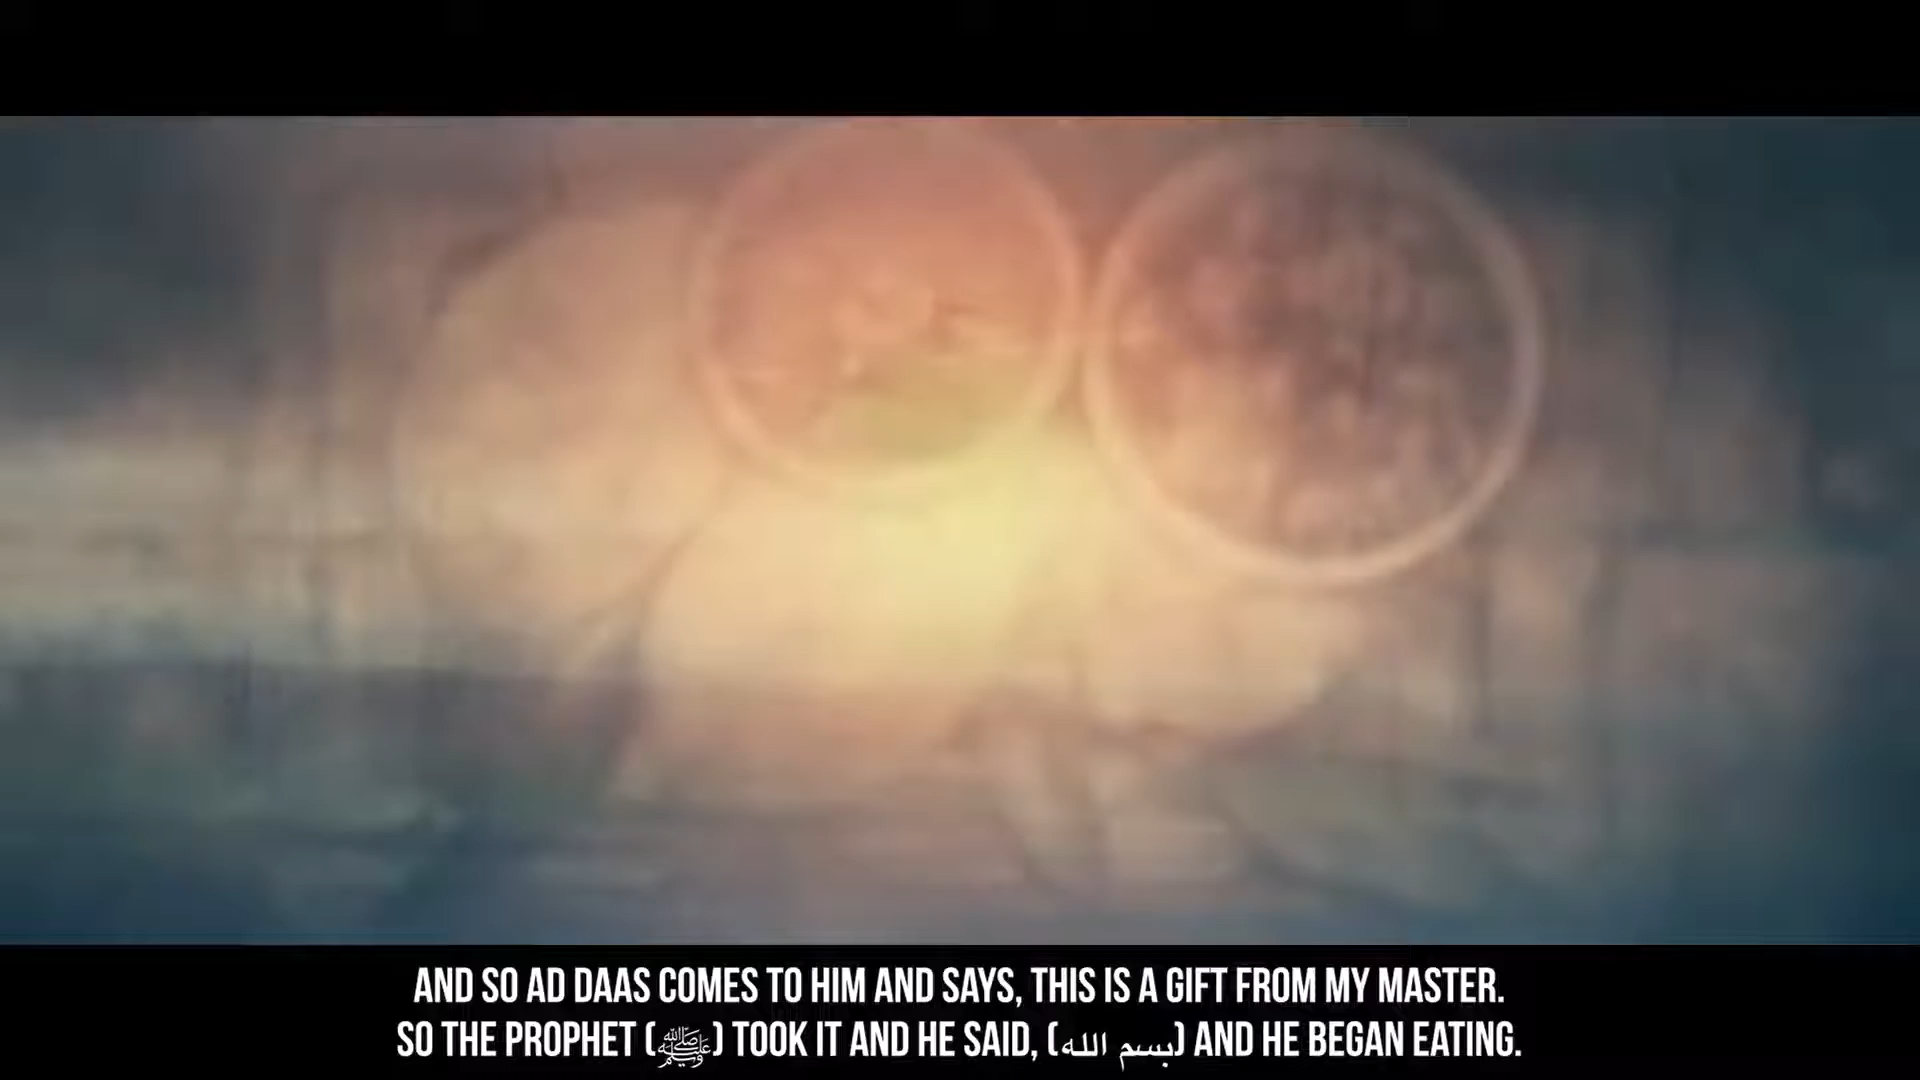 AND SO AD DAAS COMES TO HIM AND SAYS, THIS IS A GIFT FROM MY MASTER.
SO THE PROPHET (ﷺ) TOOK IT AND HE SAID, (بسم الله) AND HE BEGAN EATING.